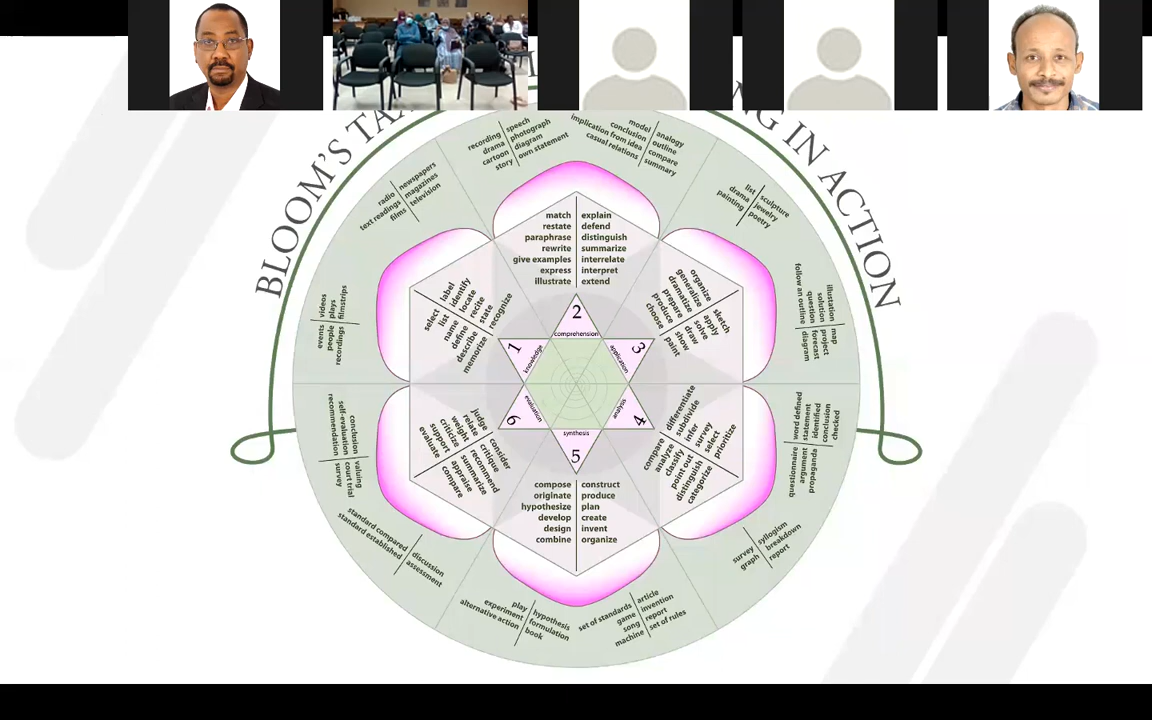 BLOOM'S TA
NG IN ACTION
recording
drama
cartoon
story
speech
photograph
diagram
own statement
model
conclusion
implication from idea
casual relations
analogy
outline
compare
summary
radio
text readings
films
newspapers
magazines
television
list
drama
painting
sculpture
jewelry
poetry
match
restate
paraphrase
rewrite
give examples
express
illustrate
explain
defend
distinguish
summarize
interrelate
interpret
extend
label
list
select
identify
locate
recite
state
recognize
name
define
describe
memorize
organize
generalize
dramatize
prepare
produce
choose
sketch
apply
solve
draw
show
paint
videos
plays
filmstrips
events
people
recordings
illustation
solution
question
follow an outline
map
project
forecast
diagram
2
comprehension
1
knowledge
3
application
6
evaluation
4
analysis
synthesis
5
conclusion
self-evaluation
recommendation
valuing
court trial
survey
judge
relate
weight
criticize
support
evaluate
consider
critique
recommend
summarize
appraise
compare
differentiate
subdivide
infer
survey
select
prioritize
compare
analyze
classify
point out
distinguish
categorize
word defined
statement
identified
conclusion
checked
questionnaire
argument
propaganda
compose
originate
hypothesize
develop
design
combine
construct
produce
plan
create
invent
organize
standard compared
standard established
discussion
assessment
survey
graph
syllogism
breakdown
report
play
experiment
alternative action
hypothesis
formulation
book
set of standards
game
song
machine
article
invention
report
set of rules